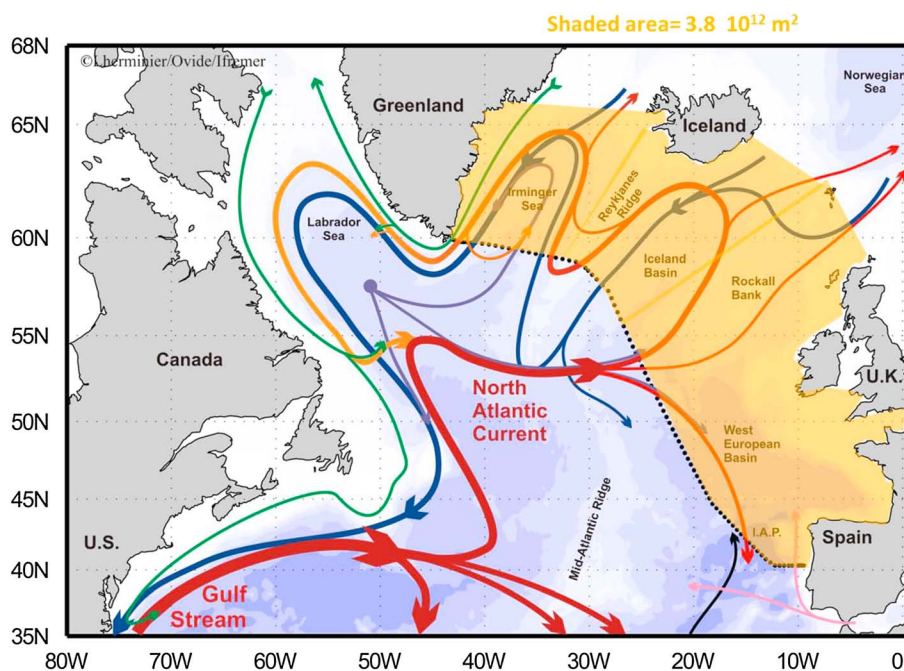 Shaded area= 3.8 10¹² m²
68N
©Lherminier/Ovide/Ifremer
Norwegian
Sea
Greenland
65N
Iceland
Irminger
Sea
Reykjanes
Ridge
Labrador
Sea
60N
Iceland
Basin
Rockall
Bank
55N
Canada
U.K.
North
Atlantic
Current
50N
West
European
Basin
45N
Mid-Atlantic Ridge
U.S.
I.A.P.
Spain
40N
Gulf
Stream
35N
80W
70W
60W
50W
40W
30W
20W
10W
0